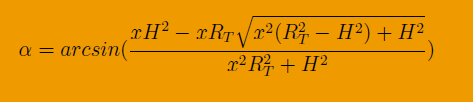 α = arcsin(\frac{xH^2 - xR_T\sqrt{x^2(R_T^2 - H^2) + H^2}}{x^2R_T^2 + H^2})